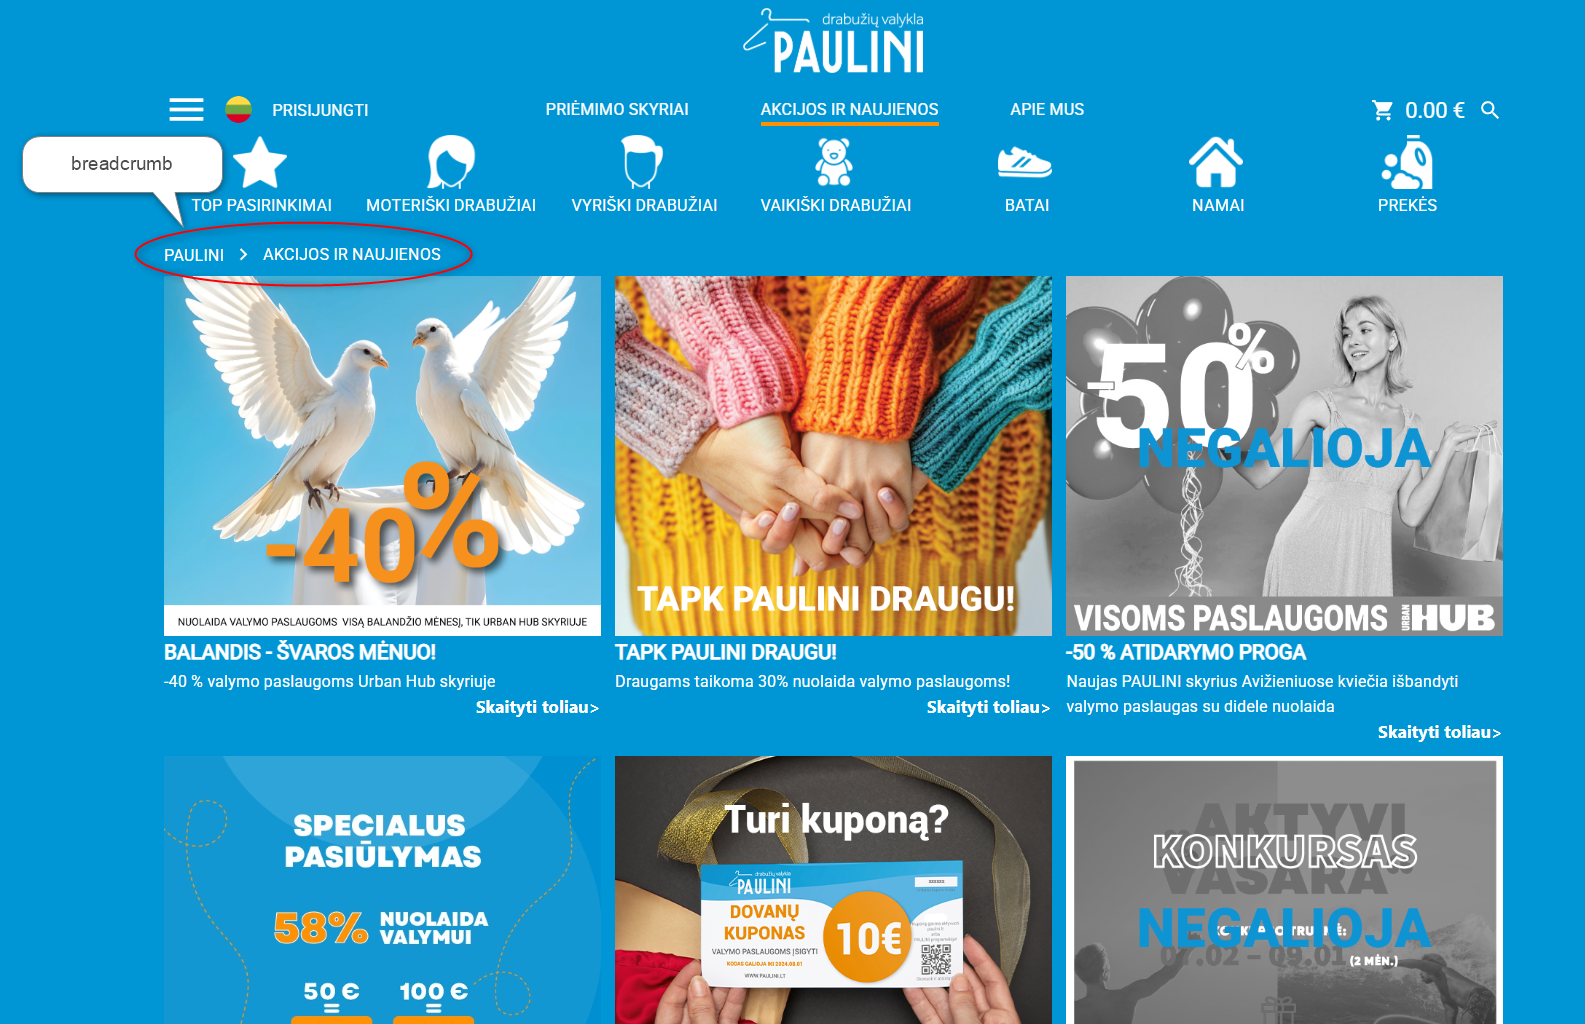 drabužių valykla
PAULINI
PRISIJUNGTI
PRIĖMIMO SKYRIAI
AKCIJOS IR NAUJIENOS
APIE MUS
0.00 €
breadcrumb
TOP PASIRINKIMAI
MOTERIŠKI DRABUŽIAI
VYRIŠKI DRABUŽIAI
VAIKIŠKI DRABUŽIAI
BATAI
NAMAI
PREKĖS
PAULINI > AKCIJOS IR NAUJIENOS
-40%
NUOLAIDA VALYMO PASLAUGOMS VISĄ BALANDŽIO MĖNESĮ, TIK URBAN HUB SKYRIUJE
BALANDIS - ŠVAROS MĖNUO!
-40 % valymo paslaugoms Urban Hub skyriuje
Skaityti toliau>
TAPK PAULINI DRAUGU!
TAPK PAULINI DRAUGU!
Draugams taikoma 30% nuolaida valymo paslaugoms!
Skaityti toliau>
-50%
NEGALIOJA
VISOMS PASLAUGOMS URBAN HUB
-50 % ATIDARYMO PROGA
Naujas PAULINI skyrius Avižieniuose kviečia išbandyti
valymo paslaugas su didele nuolaida
Skaityti toliau>
SPECIALUS
PASIŪLYMAS
58% NUOLAIDA
VALYMUI
50 € 100 €
= =
Turi kuponą?
drabužių valykla
PAULINI
DOVANŲ
KUPONAS
10€
VALYMO PASLAUGOMS ĮSIGYTI
KODAS GALIOJA IKI 2024.08.01
WWW.PAULINI.LT
„AKTYVI
KONKURSAS
VASARA“
NEGALIOJA
07.02 – 09.01
(2 MĖN.)